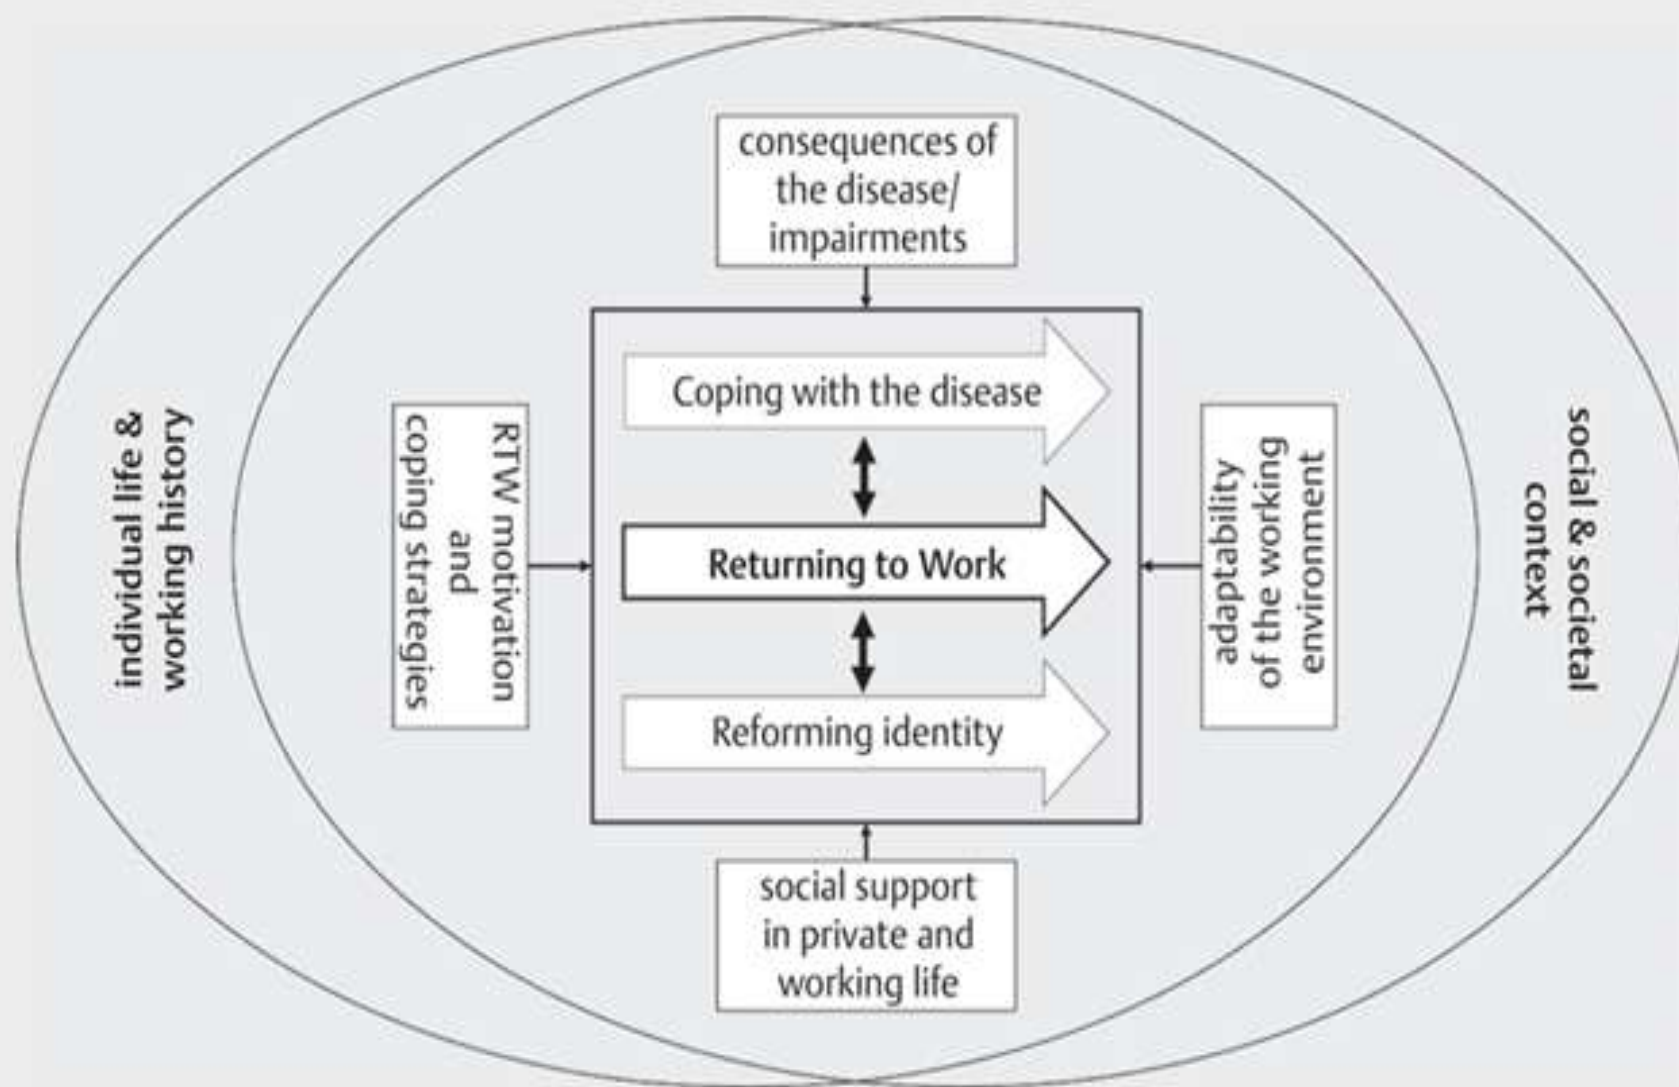 consequences of
the disease/
impairments
individual life &
working history
RTW motivation
and
coping strategies
Coping with the disease
Returning to Work
Reforming identity
adaptability
of the working
environment
social & societal
context
social support
in private and
working life